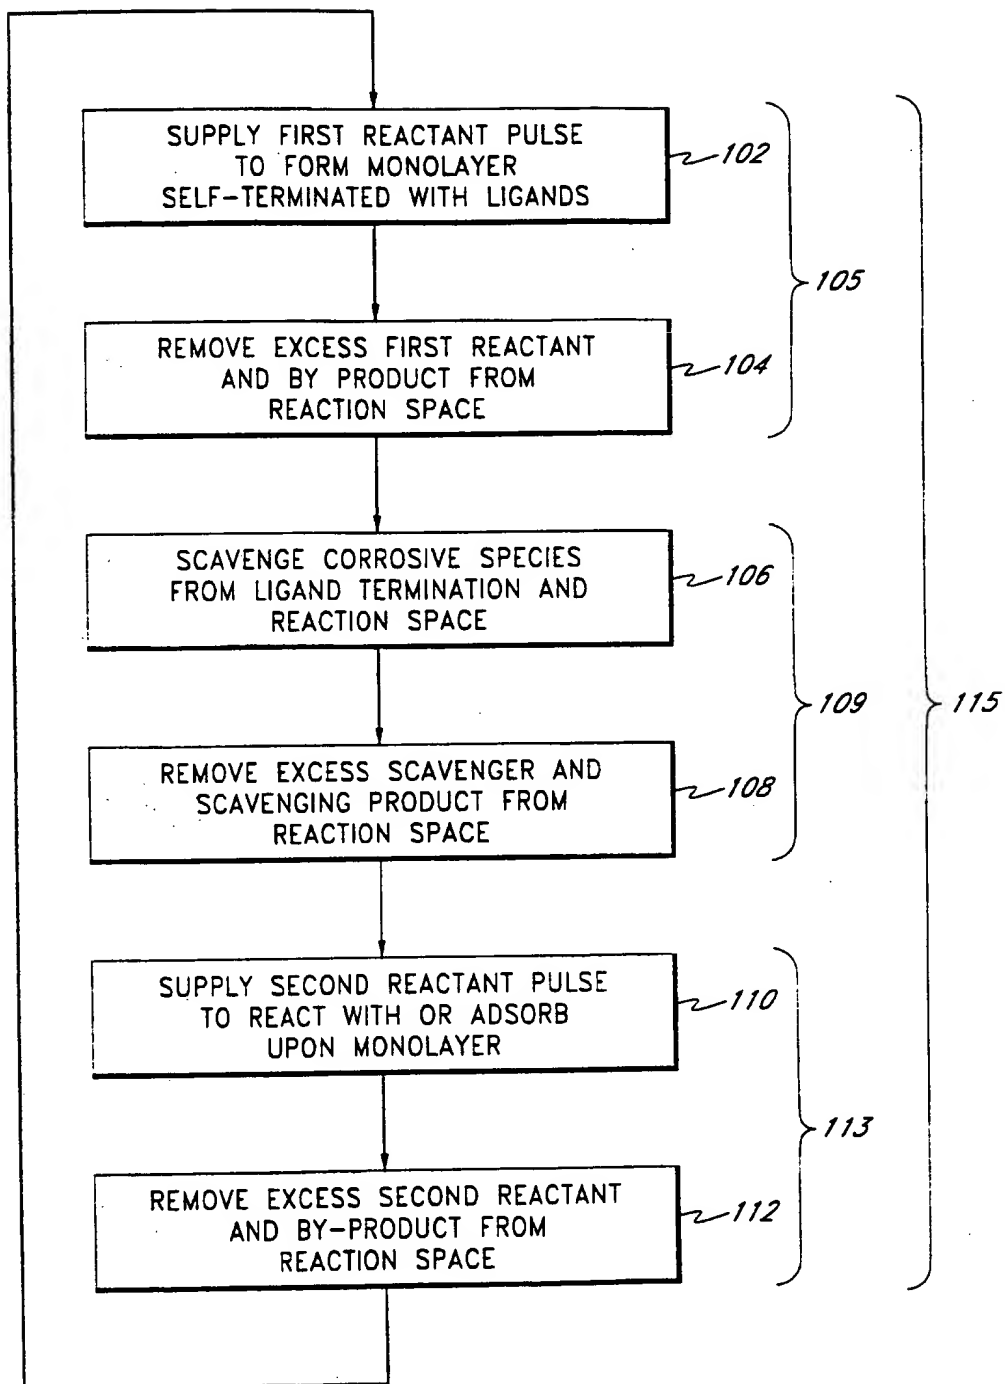 SUPPLY FIRST REACTANT PULSE
TO FORM MONOLAYER
SELF-TERMINATED WITH LIGANDS
102
105
REMOVE EXCESS FIRST REACTANT
AND BY PRODUCT FROM
REACTION SPACE
104
SCAVENGE CORROSIVE SPECIES
FROM LIGAND TERMINATION AND
REACTION SPACE
106
109
115
REMOVE EXCESS SCAVENGER AND
SCAVENGING PRODUCT FROM
REACTION SPACE
108
SUPPLY SECOND REACTANT PULSE
TO REACT WITH OR ADSORB
UPON MONOLAYER
110
113
REMOVE EXCESS SECOND REACTANT
AND BY-PRODUCT FROM
REACTION SPACE
112